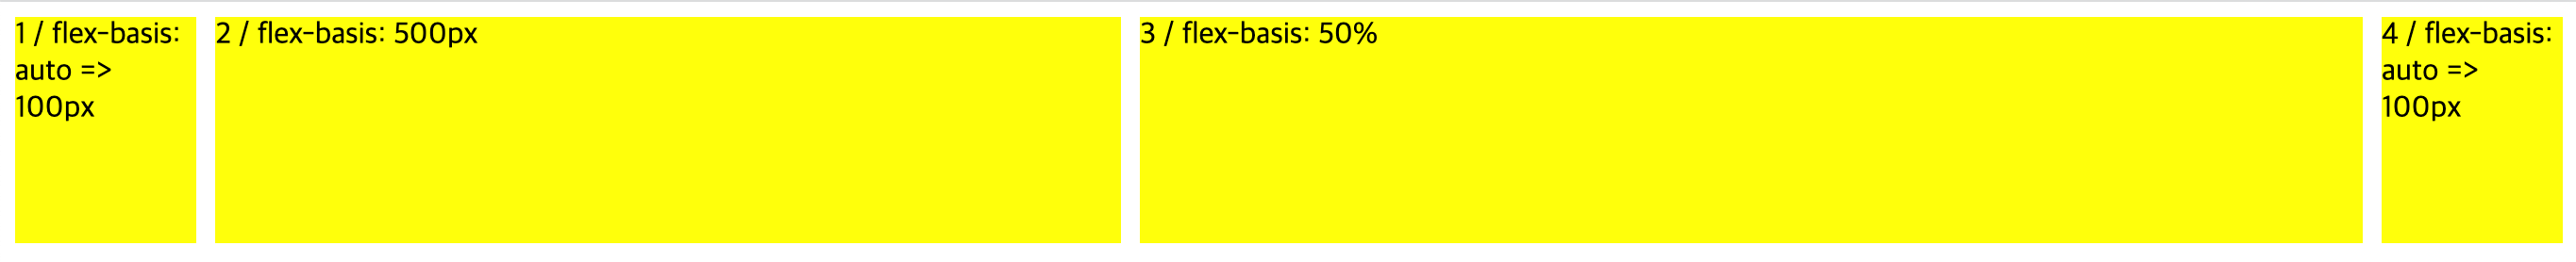 1 / flex-basis:
auto =>
100px
2 / flex-basis: 500px
3 / flex-basis: 50%
4 / flex-basis:
auto =>
100px